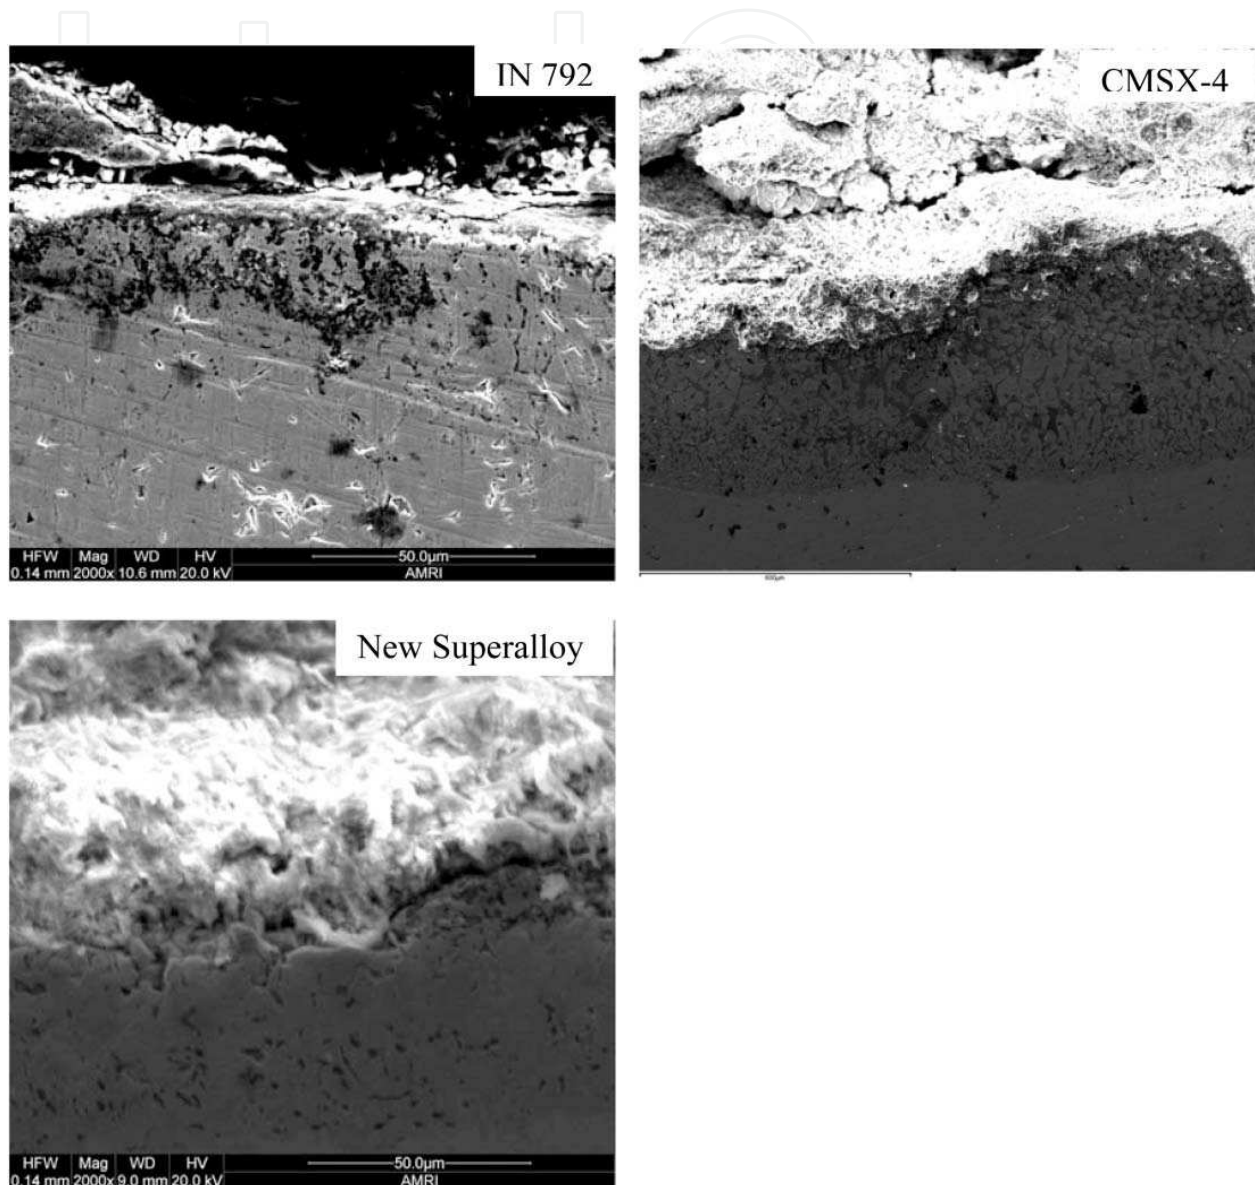 IN 792
CMSX-4
HFW Mag WD HV 50.0µm
0.14 mm 2000x 10.6 mm 20.0 kV AMRI
New Superalloy
HFW Mag WD HV 50.0µm
0.14 mm 2000x 9.0 mm 20.0 kV AMRI